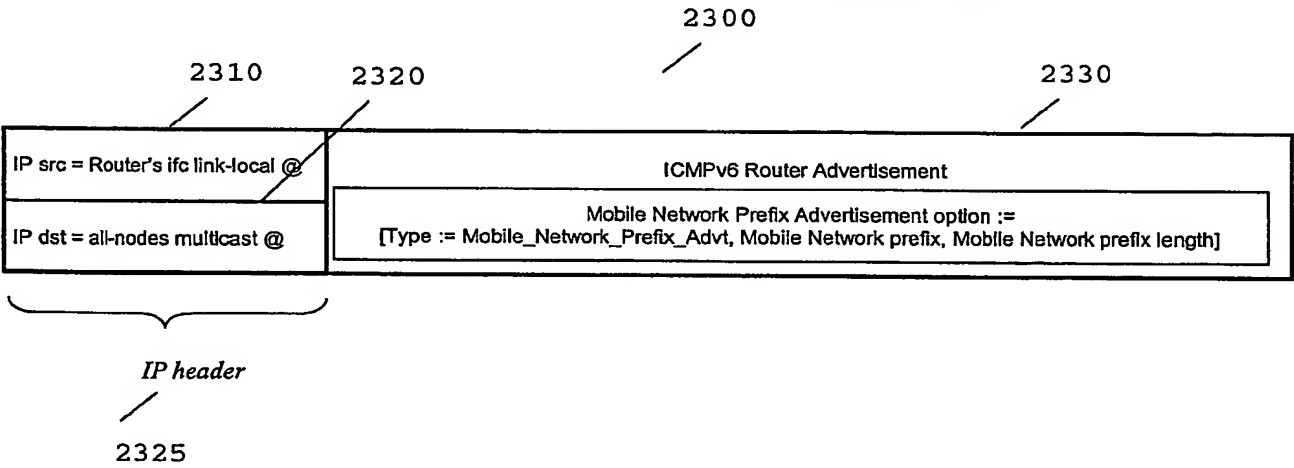 2300
2310
2320
2330
IP src = Router's ifc link-local @
ICMPv6 Router Advertisement
IP dst = all-nodes multicast @
Mobile Network Prefix Advertisement option :=
[Type := Mobile_Network_Prefix_Advt, Mobile Network prefix, Mobile Network prefix length]
IP header
2325